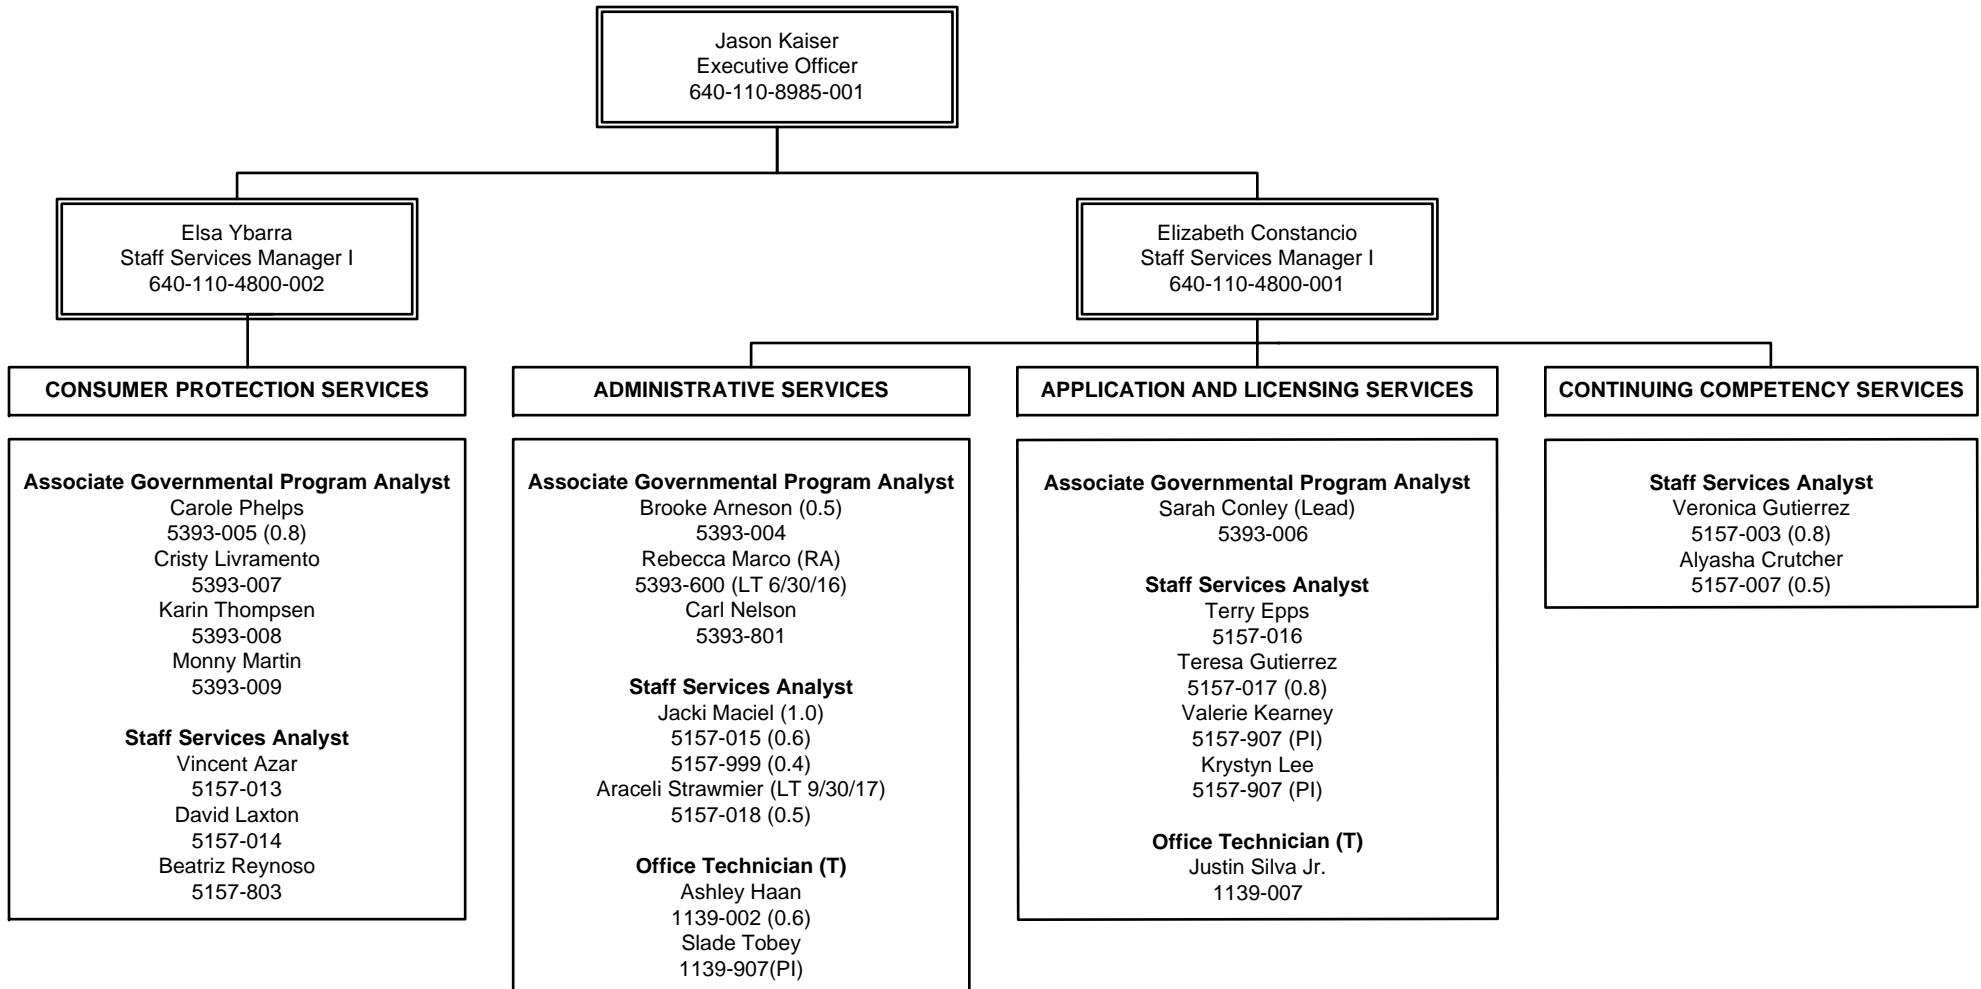 Jason Kaiser
Executive Officer
640-110-8985-001
Elsa Ybarra
Staff Services Manager I
640-110-4800-002
Elizabeth Constancio
Staff Services Manager I
640-110-4800-001
CONSUMER PROTECTION SERVICES
Associate Governmental Program Analyst
Carole Phelps
5393-005 (0.8)
Cristy Livramento
5393-007
Karin Thompsen
5393-008
Monny Martin
5393-009
Staff Services Analyst
Vincent Azar
5157-013
David Laxton
5157-014
Beatriz Reynoso
5157-803
ADMINISTRATIVE SERVICES
Associate Governmental Program Analyst
Brooke Arneson (0.5)
5393-004
Rebecca Marco (RA)
5393-600 (LT 6/30/16)
Carl Nelson
5393-801
Staff Services Analyst
Jacki Maciel (1.0)
5157-015 (0.6)
5157-999 (0.4)
Araceli Strawmier (LT 9/30/17)
5157-018 (0.5)
Office Technician (T)
Ashley Haan
1139-002 (0.6)
Slade Tobey
1139-907(PI)
APPLICATION AND LICENSING SERVICES
Associate Governmental Program Analyst
Sarah Conley (Lead)
5393-006
Staff Services Analyst
Terry Epps
5157-016
Teresa Gutierrez
5157-017 (0.8)
Valerie Kearney
5157-907 (PI)
Krystyn Lee
5157-907 (PI)
Office Technician (T)
Justin Silva Jr.
1139-007
CONTINUING COMPETENCY SERVICES
Staff Services Analyst
Veronica Gutierrez
5157-003 (0.8)
Alyasha Crutcher
5157-007 (0.5)